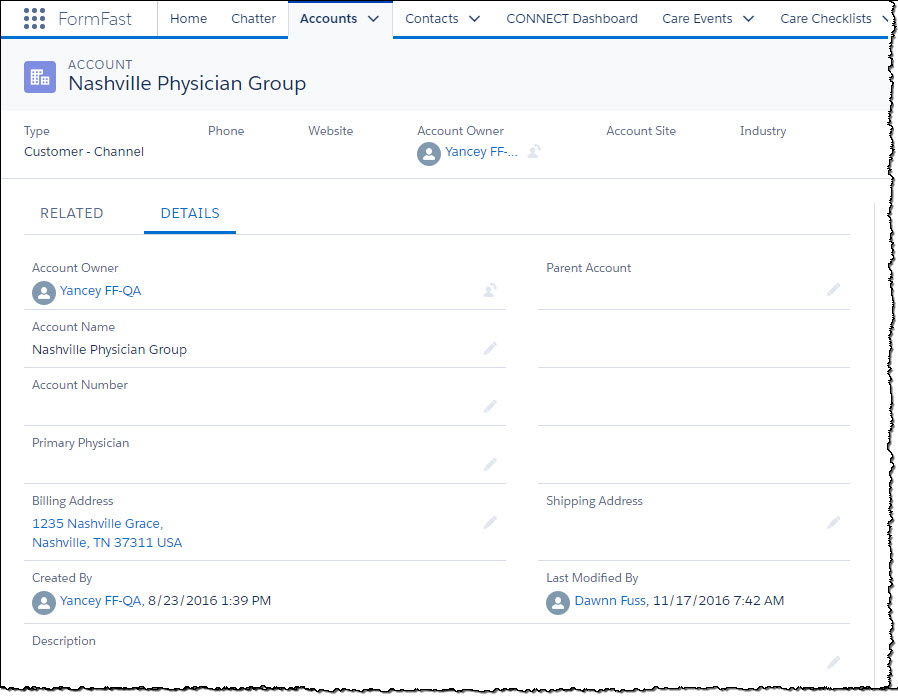 FormFast Home Chatter Accounts Contacts CONNECT Dashboard Care Events Care Checklists
ACCOUNT
Nashville Physician Group
Type Phone Website Account Owner Account Site Industry
Customer - Channel Yancey FF-...
RELATED DETAILS
Account Owner Parent Account
Yancey FF-QA
Account Name
Nashville Physician Group
Account Number
Primary Physician
Billing Address Shipping Address
1235 Nashville Grace,
Nashville, TN 37311 USA
Created By Last Modified By
Yancey FF-QA, 8/23/2016 1:39 PM Dawnn Fuss, 11/17/2016 7:42 AM
Description